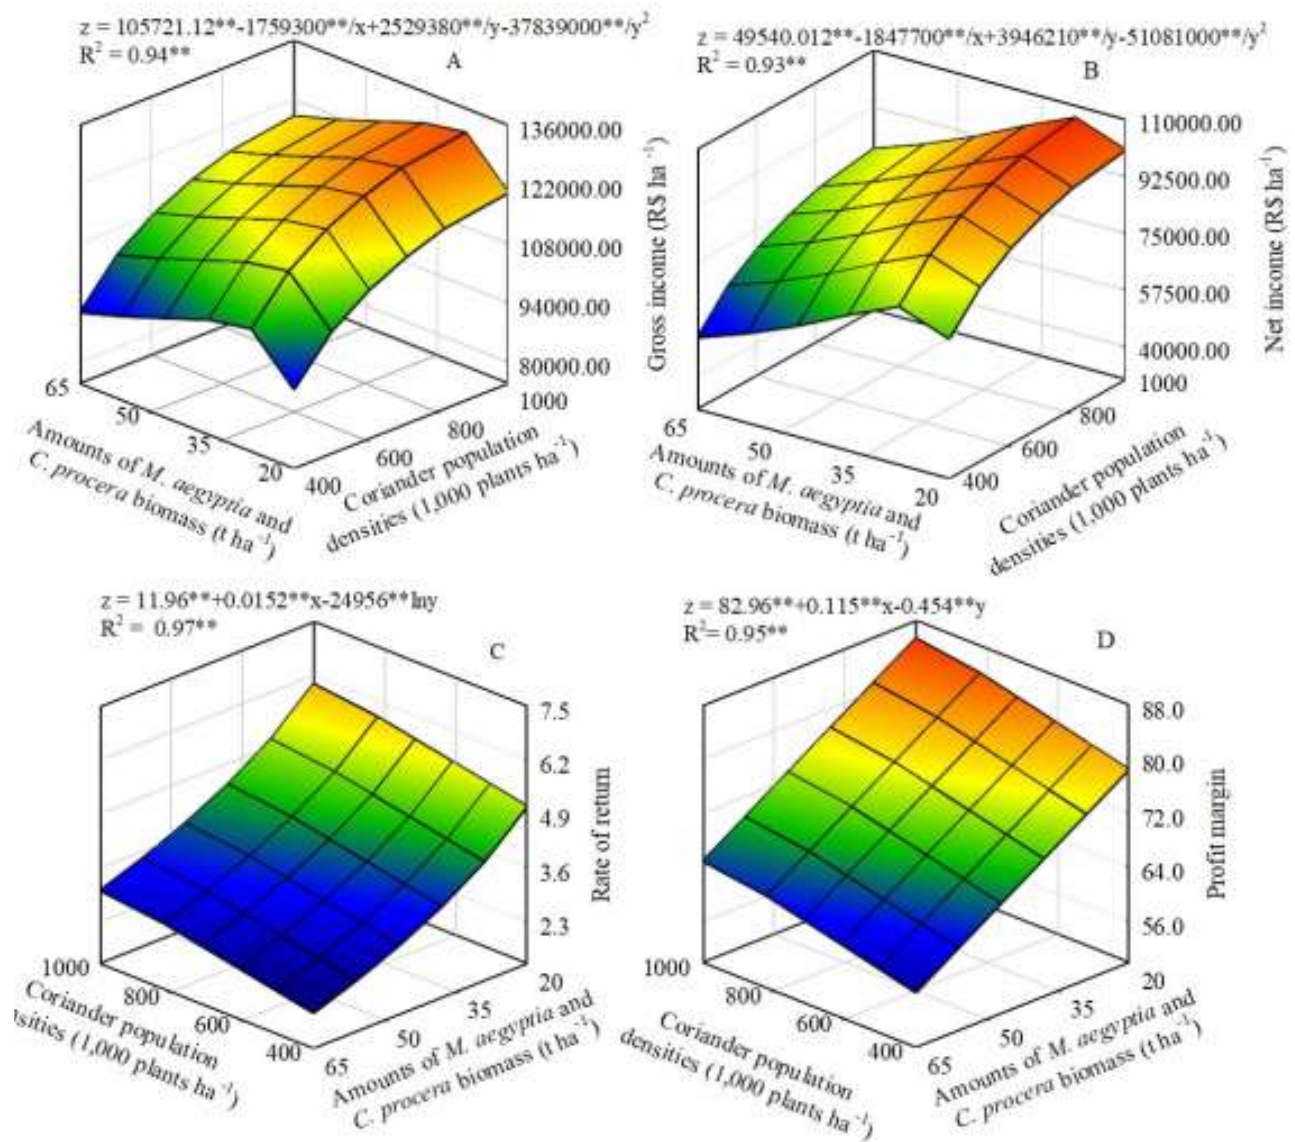 z = 105721.12**-1759300**/x+2529380**/y-37839000**/y²
R² = 0.94**
A
136000.00
122000.00
108000.00
94000.00
80000.00
Gross income (R$ ha⁻¹)
65
50
35
20
Amounts of M. aegyptia and
C. procera biomass (t ha⁻¹)
400
600
800
1000
Coriander population
densities (1,000 plants ha⁻¹)
z = 49540.012**-1847700**/x+3946210**/y-51081000**/y²
R² = 0.93**
B
110000.00
92500.00
75000.00
57500.00
40000.00
Net income (R$ ha⁻¹)
65
50
35
20
Amounts of M. aegyptia and
C. procera biomass (t ha⁻¹)
400
600
800
1000
Coriander population
densities (1,000 plants ha⁻¹)
z = 11.96**+0.0152**x-24956**lny
R² = 0.97**
C
7.5
6.2
4.9
3.6
2.3
Rate of return
1000
800
600
400
Coriander population
sities (1,000 plants ha⁻¹)
65
50
35
20
Amounts of M. aegyptia and
C. procera biomass (t ha⁻¹)
z = 82.96**+0.115**x-0.454**y
R²= 0.95**
D
88.0
80.0
72.0
64.0
56.0
Profit margin
1000
800
600
400
Coriander population
densities (1,000 plants ha⁻¹)
65
50
35
20
Amounts of M. aegyptia and
C. procera biomass (t ha⁻¹)